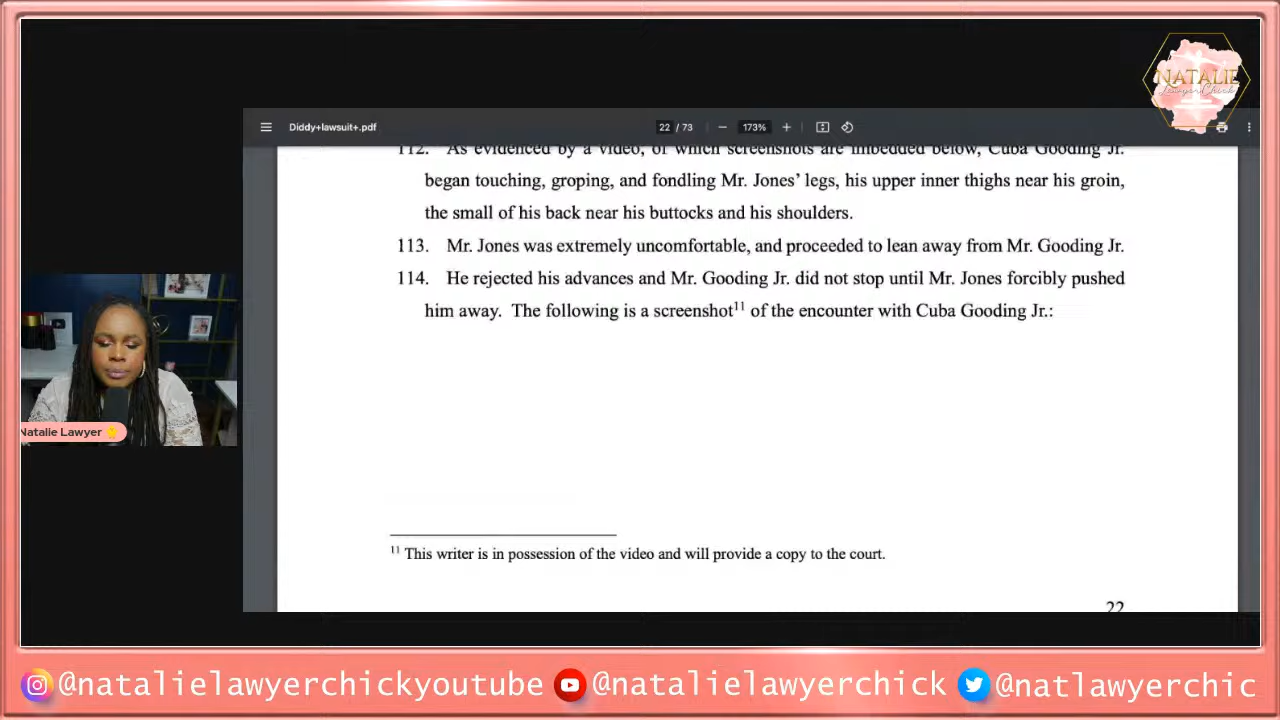 NATALIE
LawyerChick
Diddy+lawsuit+.pdf
22 / 73
173%
112. As evidenced by a video, of which screenshots are imbedded below, Cuba Gooding Jr.
began touching, groping, and fondling Mr. Jones’ legs, his upper inner thighs near his groin,
the small of his back near his buttocks and his shoulders.
113. Mr. Jones was extremely uncomfortable, and proceeded to lean away from Mr. Gooding Jr.
114. He rejected his advances and Mr. Gooding Jr. did not stop until Mr. Jones forcibly pushed
him away. The following is a screenshot11 of the encounter with Cuba Gooding Jr.:
11 This writer is in possession of the video and will provide a copy to the court.
22
Natalie Lawyer
@natalielawyerchickyoutube
@natalielawyerchick
@natlawyerchic